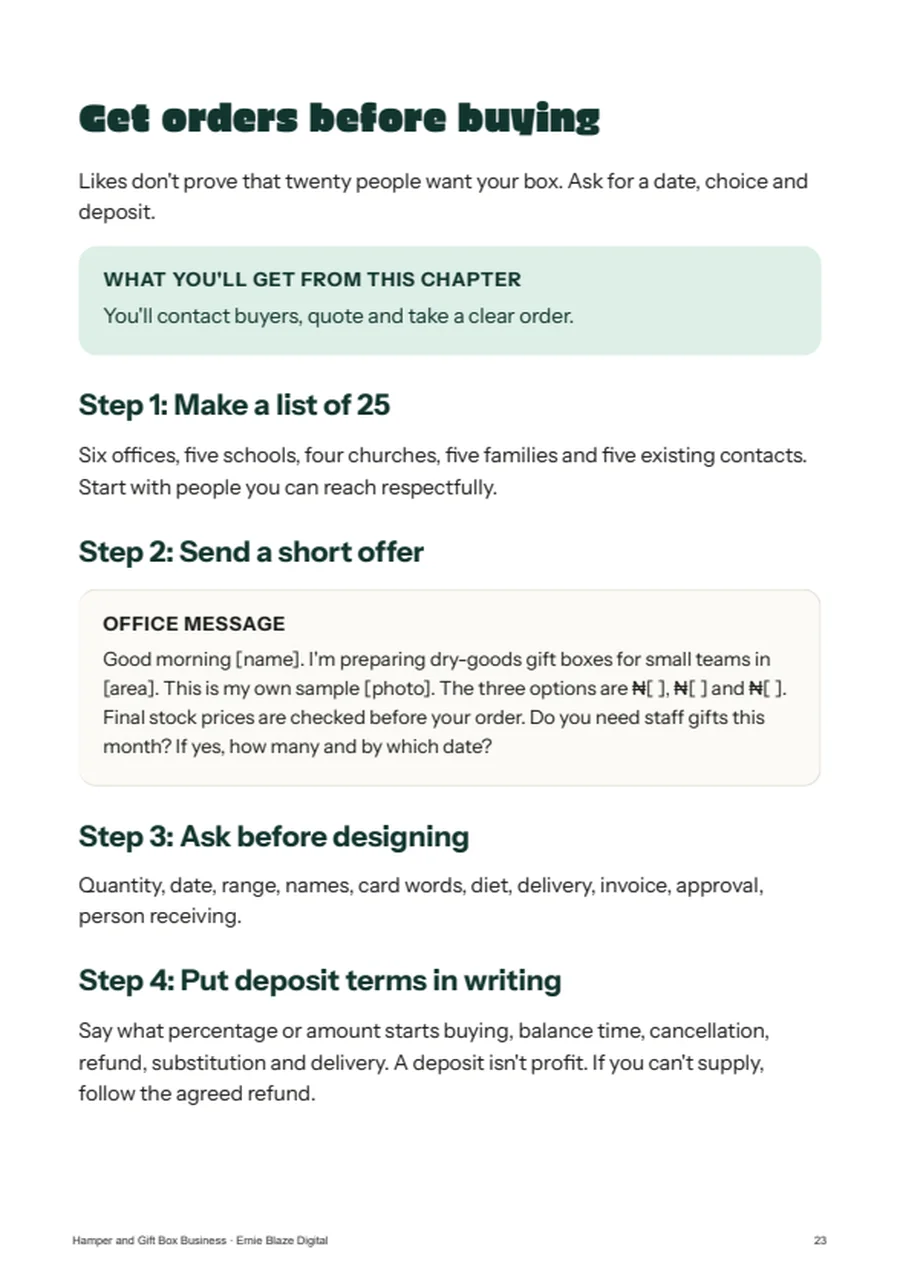 Get orders before buying
Likes don't prove that twenty people want your box. Ask for a date, choice and
deposit.
WHAT YOU'LL GET FROM THIS CHAPTER
You'll contact buyers, quote and take a clear order.
Step 1: Make a list of 25
Six offices, five schools, four churches, five families and five existing contacts.
Start with people you can reach respectfully.
Step 2: Send a short offer
OFFICE MESSAGE
Good morning [name]. I'm preparing dry-goods gift boxes for small teams in
[area]. This is my own sample [photo]. The three options are ₦[ ], ₦[ ] and ₦[ ].
Final stock prices are checked before your order. Do you need staff gifts this
month? If yes, how many and by which date?
Step 3: Ask before designing
Quantity, date, range, names, card words, diet, delivery, invoice, approval,
person receiving.
Step 4: Put deposit terms in writing
Say what percentage or amount starts buying, balance time, cancellation,
refund, substitution and delivery. A deposit isn't profit. If you can't supply,
follow the agreed refund.
Hamper and Gift Box Business · Ernie Blaze Digital
23